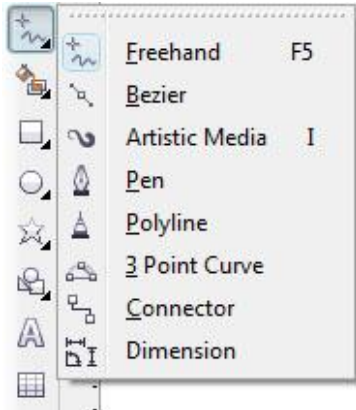 Freehand F5
Bezier
Artistic Media I
Pen
Polyline
3 Point Curve
Connector
Dimension